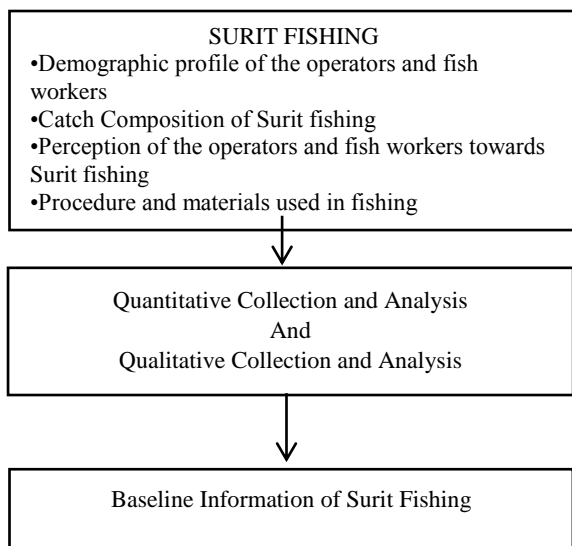 SURIT FISHING
•Demographic profile of the operators and fish
workers
•Catch Composition of Surit fishing
•Perception of the operators and fish workers towards
Surit fishing
•Procedure and materials used in fishing
Quantitative Collection and Analysis
And
Qualitative Collection and Analysis
Baseline Information of Surit Fishing